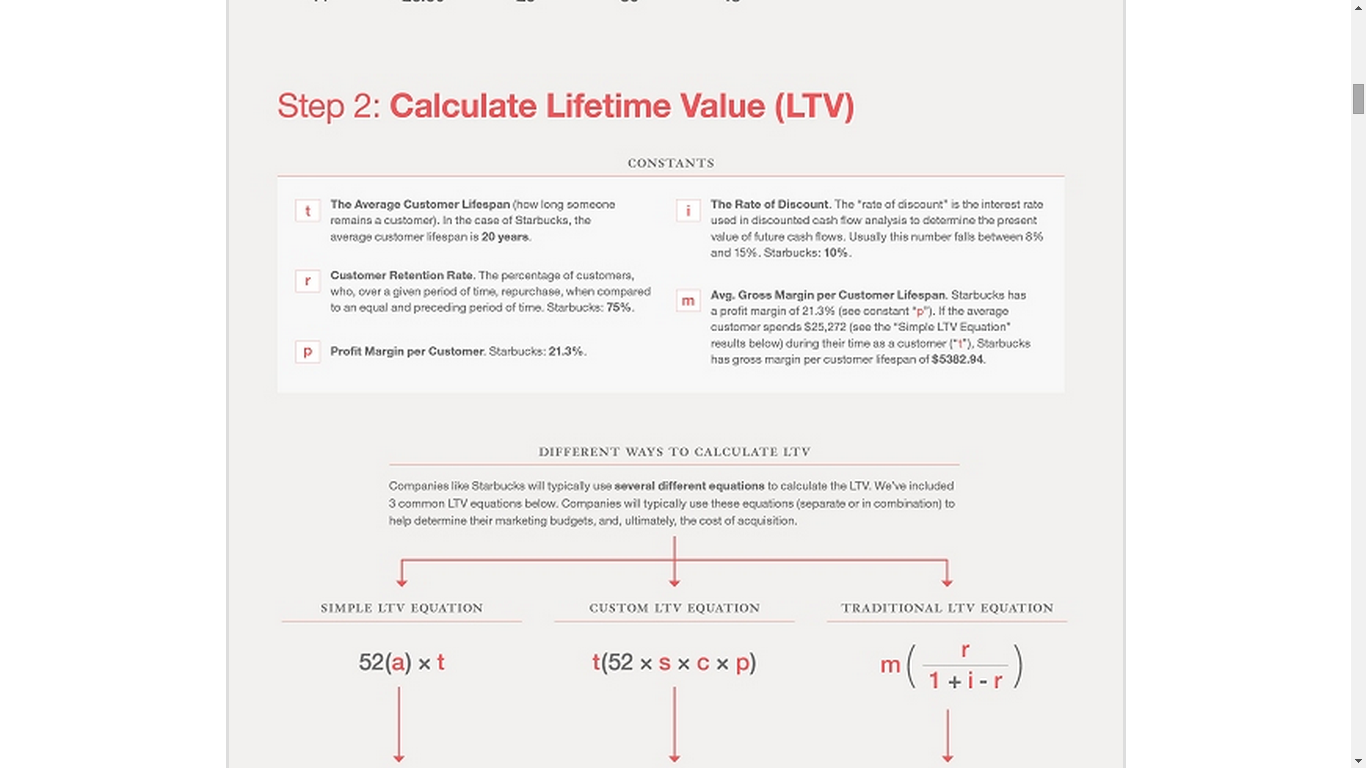 Step 2: Calculate Lifetime Value (LTV)
CONSTANTS
t
The Average Customer Lifespan (how long someone
remains a customer). In the case of Starbucks, the
average customer lifespan is 20 years.
r
Customer Retention Rate. The percentage of customers,
who, over a given period of time, repurchase, when compared
to an equal and preceding period of time. Starbucks: 75%.
p
Profit Margin per Customer. Starbucks: 21.3%.
i
The Rate of Discount. The "rate of discount" is the interest rate
used in discounted cash flow analysis to determine the present
value of future cash flows. Usually this number falls between 8%
and 15%. Starbucks: 10%.
m
Avg. Gross Margin per Customer Lifespan. Starbucks has
a profit margin of 21.3% (see constant "p"). If the average
customer spends $25,272 (see the "Simple LTV Equation"
results below) during their time as a customer ("t"), Starbucks
has gross margin per customer lifespan of $5382.94.
DIFFERENT WAYS TO CALCULATE LTV
Companies like Starbucks will typically use several different equations to calculate the LTV. We've included
3 common LTV equations below. Companies will typically use these equations (separate or in combination) to
help determine their marketing budgets, and, ultimately, the cost of acquisition.
SIMPLE LTV EQUATION
52(a) × t
CUSTOM LTV EQUATION
t(52 × s × c × p)
TRADITIONAL LTV EQUATION
m ( r
1 + i - r )